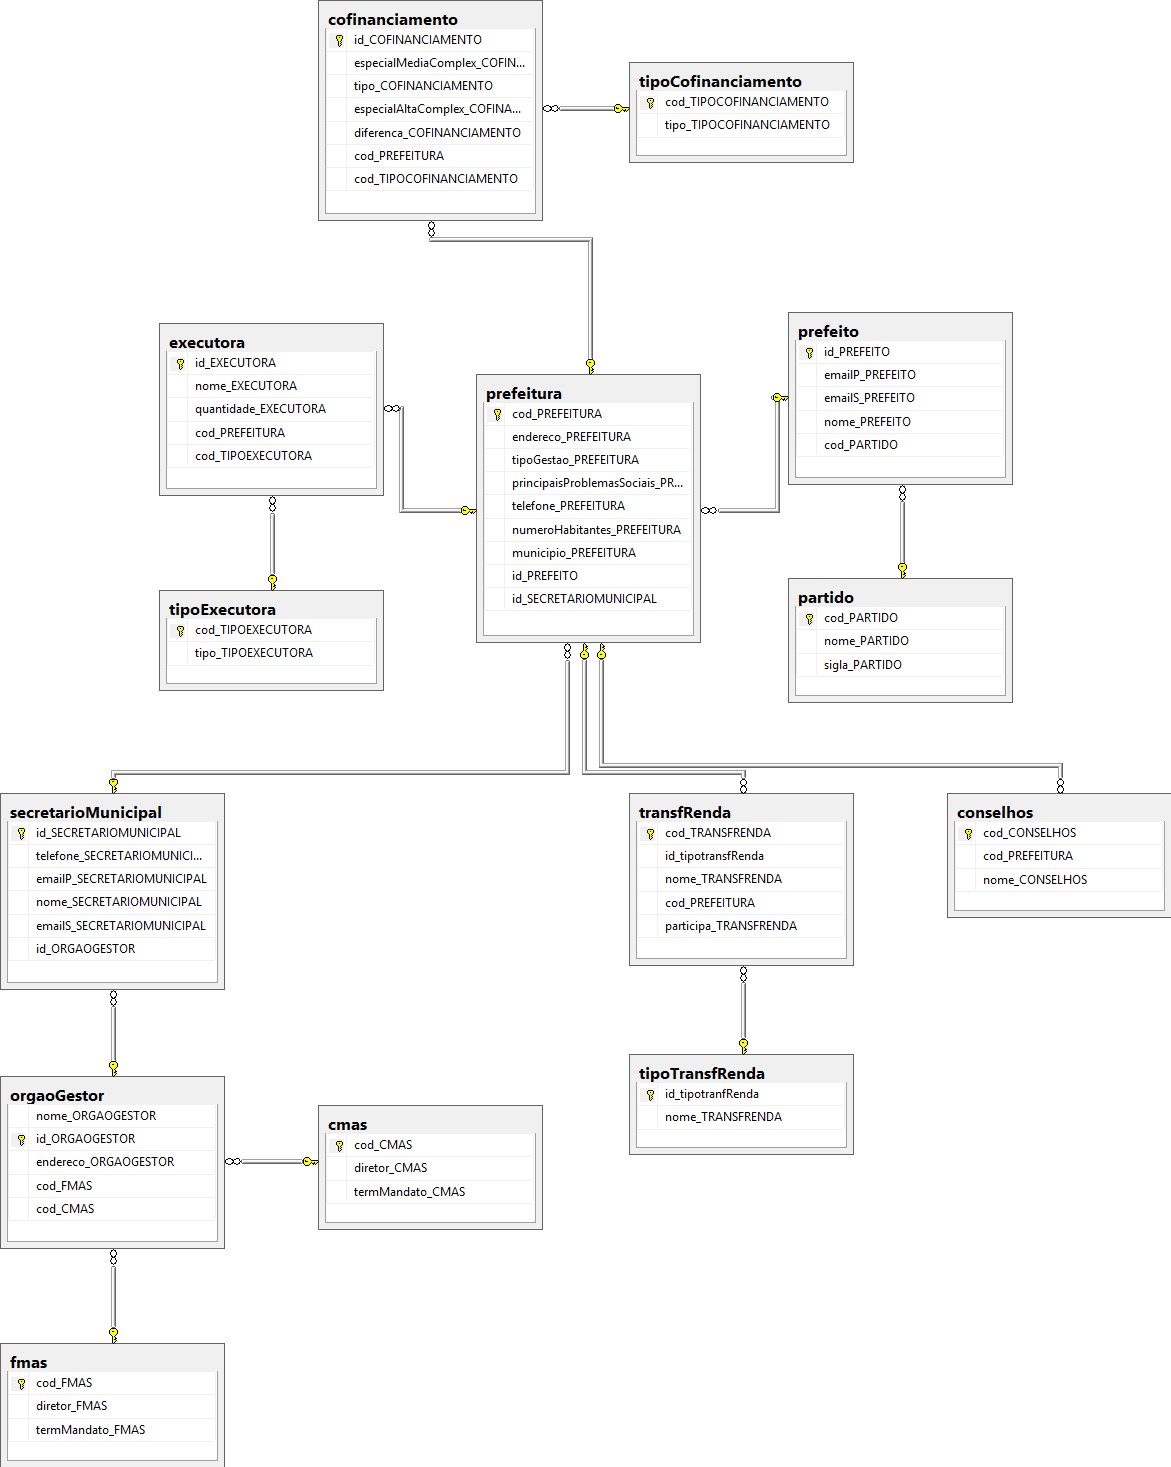 cofinanciamento
id_COFINANCIAMENTO
especialMediaComplex_COFIN...
tipo_COFINANCIAMENTO
especialAltaComplex_COFINA...
diferenca_COFINANCIAMENTO
cod_PREFEITURA
cod_TIPOCOFINANCIAMENTO
tipoCofinanciamento
cod_TIPOCOFINANCIAMENTO
tipo_TIPOCOFINANCIAMENTO
executora
id_EXECUTORA
nome_EXECUTORA
quantidade_EXECUTORA
cod_PREFEITURA
cod_TIPOEXECUTORA
prefeitura
cod_PREFEITURA
endereco_PREFEITURA
tipoGestao_PREFEITURA
principaisProblemasSociais_PR...
telefone_PREFEITURA
numeroHabitantes_PREFEITURA
municipio_PREFEITURA
id_PREFEITO
id_SECRETARIOMUNICIPAL
prefeito
id_PREFEITO
emailP_PREFEITO
emailS_PREFEITO
nome_PREFEITO
cod_PARTIDO
tipoExecutora
cod_TIPOEXECUTORA
tipo_TIPOEXECUTORA
partido
cod_PARTIDO
nome_PARTIDO
sigla_PARTIDO
secretarioMunicipal
id_SECRETARIOMUNICIPAL
telefone_SECRETARIOMUNICI...
emailP_SECRETARIOMUNICIPAL
nome_SECRETARIOMUNICIPAL
emailS_SECRETARIOMUNICIPAL
id_ORGAOGESTOR
transfRenda
cod_TRANSFRENDA
id_tipotransfRenda
nome_TRANSFRENDA
cod_PREFEITURA
participa_TRANSFRENDA
conselhos
cod_CONSELHOS
cod_PREFEITURA
nome_CONSELHOS
tipoTransfRenda
id_tipotranfRenda
nome_TRANSFRENDA
orgaoGestor
nome_ORGAOGESTOR
id_ORGAOGESTOR
endereco_ORGAOGESTOR
cod_FMAS
cod_CMAS
cmas
cod_CMAS
diretor_CMAS
termMandato_CMAS
fmas
cod_FMAS
diretor_FMAS
termMandato_FMAS